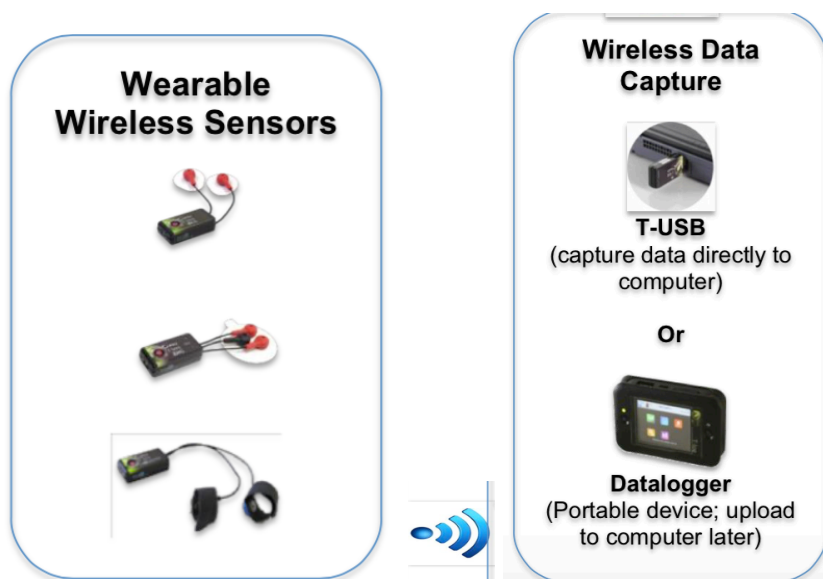 Wearable
Wireless Sensors
Wireless Data
Capture
T-USB
(capture data directly to
computer)
Or
Datalogger
(Portable device; upload
to computer later)